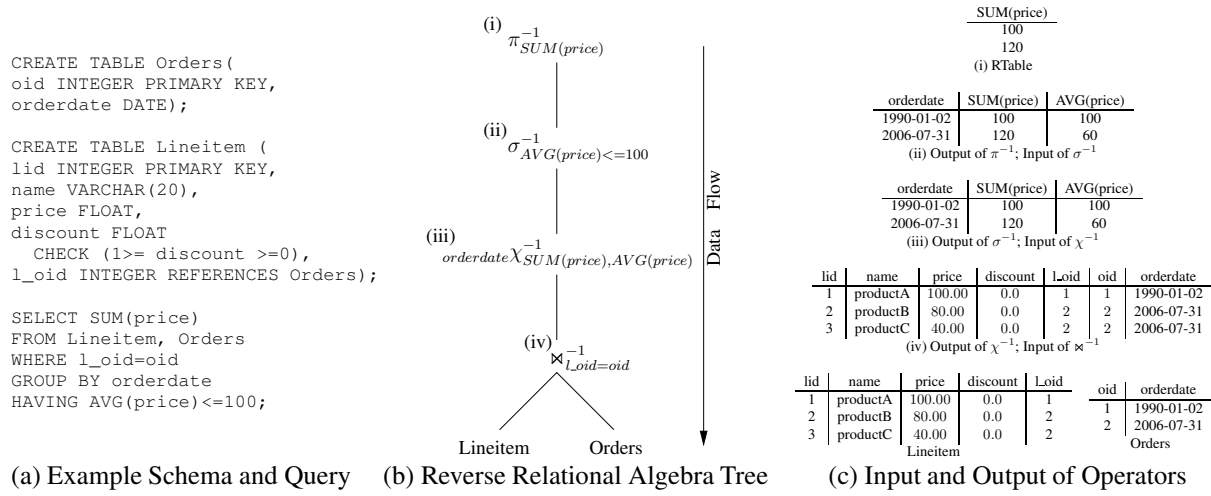 CREATE TABLE Orders(
oid INTEGER PRIMARY KEY,
orderdate DATE);
CREATE TABLE Lineitem (
lid INTEGER PRIMARY KEY,
name VARCHAR(20),
price FLOAT,
discount FLOAT
CHECK (1>= discount >=0),
l_oid INTEGER REFERENCES Orders);
SELECT SUM(price)
FROM Lineitem, Orders
WHERE l_oid=oid
GROUP BY orderdate
HAVING AVG(price)<=100;
(a) Example Schema and Query
(i) π⁻¹ SUM(price)
(ii) σ⁻¹ AVG(price)<=100
(iii) orderdate χ⁻¹ SUM(price),AVG(price)
(iv) ⋈⁻¹ l_oid=oid
Lineitem Orders
Data Flow
(b) Reverse Relational Algebra Tree
SUM(price)
100
120
(i) RTable
orderdate SUM(price) AVG(price)
1990-01-02 100 100
2006-07-31 120 60
(ii) Output of π⁻¹; Input of σ⁻¹
orderdate SUM(price) AVG(price)
1990-01-02 100 100
2006-07-31 120 60
(iii) Output of σ⁻¹; Input of χ⁻¹
lid name price discount l_oid oid orderdate
1 productA 100.00 0.0 1 1 1990-01-02
2 productB 80.00 0.0 2 2 2006-07-31
3 productC 40.00 0.0 2 2 2006-07-31
(iv) Output of χ⁻¹; Input of ⋈⁻¹
lid name price discount l_oid
1 productA 100.00 0.0 1
2 productB 80.00 0.0 2
3 productC 40.00 0.0 2
Lineitem
oid orderdate
1 1990-01-02
2 2006-07-31
Orders
(c) Input and Output of Operators